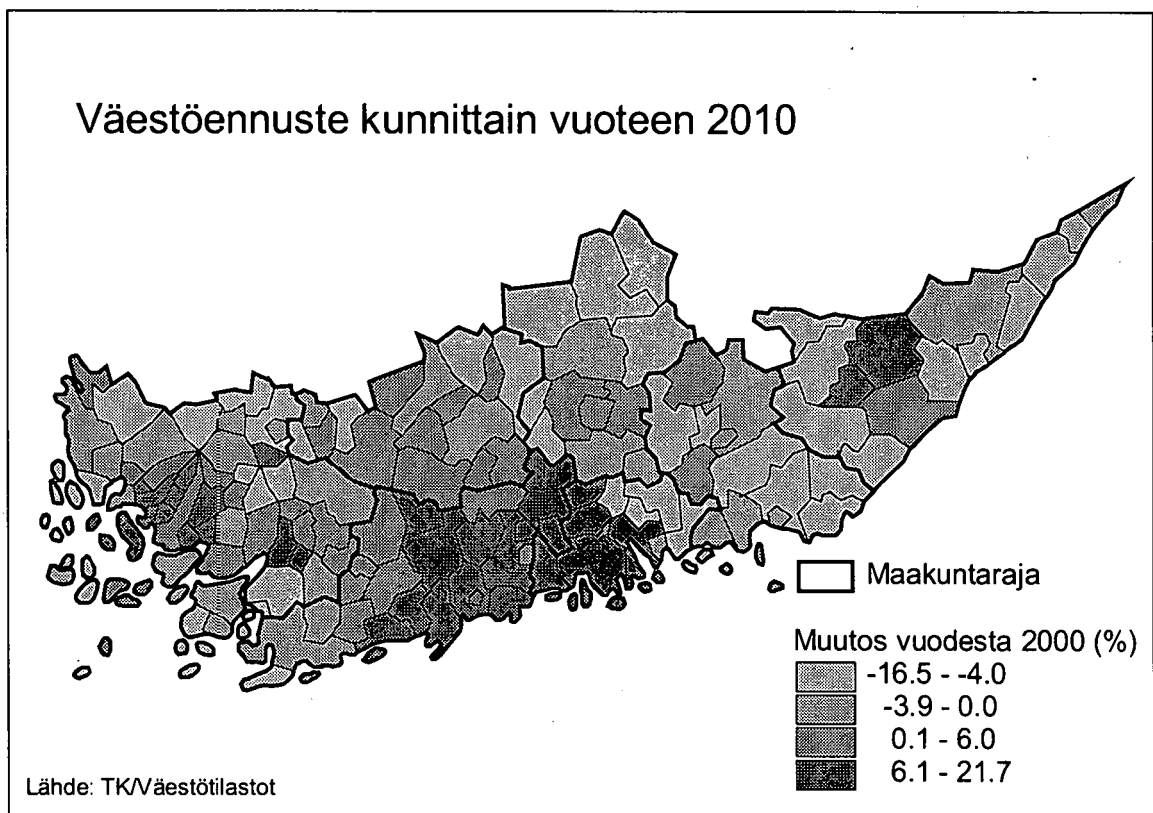 Väestöennuste kunnittain vuoteen 2010
Maakuntaraja
Muutos vuodesta 2000 (%)
-16.5 - -4.0
-3.9 - 0.0
0.1 - 6.0
6.1 - 21.7
Lähde: TK/Väestötilastot